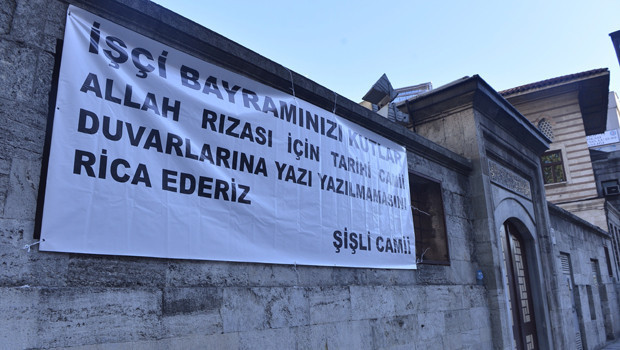 İŞÇİ BAYRAMINIZI KUTLAR
ALLAH RIZASI İÇİN TARİHİ CAMİİ
DUVARLARINA YAZI YAZILMAMASINI
RİCA EDERİZ
ŞİŞLİ CAMİİ